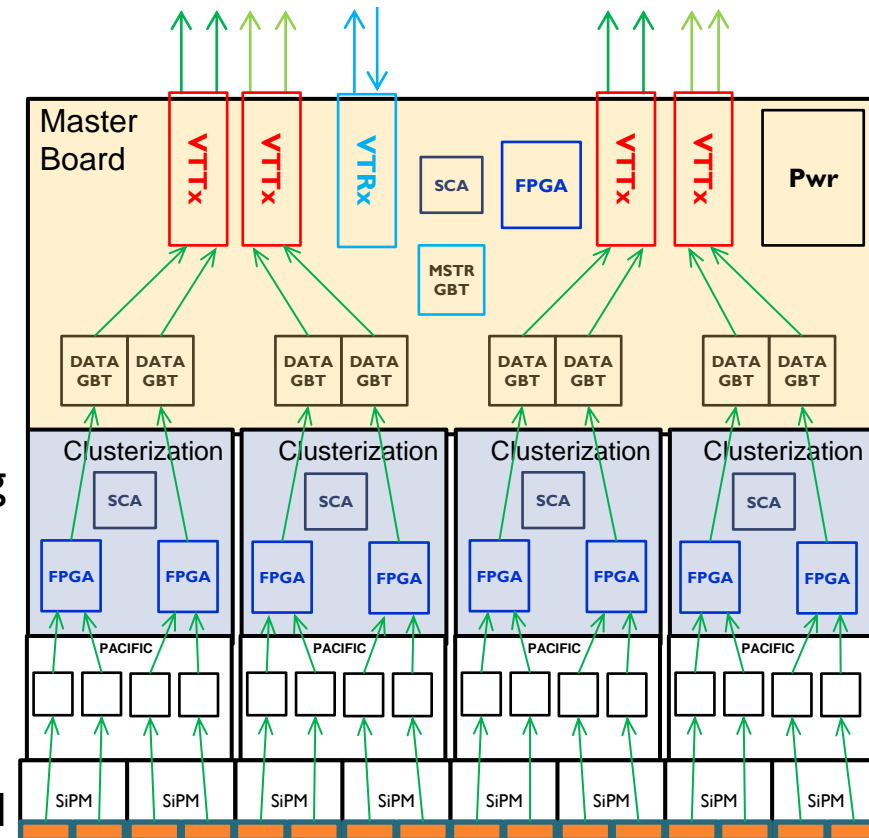 Master
Board
VTTx
VTTx
VTRx
SCA
FPGA
VTTx
VTTx
Pwr
MSTR
GBT
DATA DATA DATA DATA DATA DATA DATA DATA
GBT GBT GBT GBT GBT GBT GBT GBT
Clusterization Clusterization Clusterization Clusterization
g
SCA SCA SCA SCA
FPGA FPGA FPGA FPGA FPGA FPGA FPGA FPGA
PACIFIC PACIFIC PACIFIC PACIFIC
SiPM SiPM SiPM SiPM SiPM SiPM SiPM SiPM